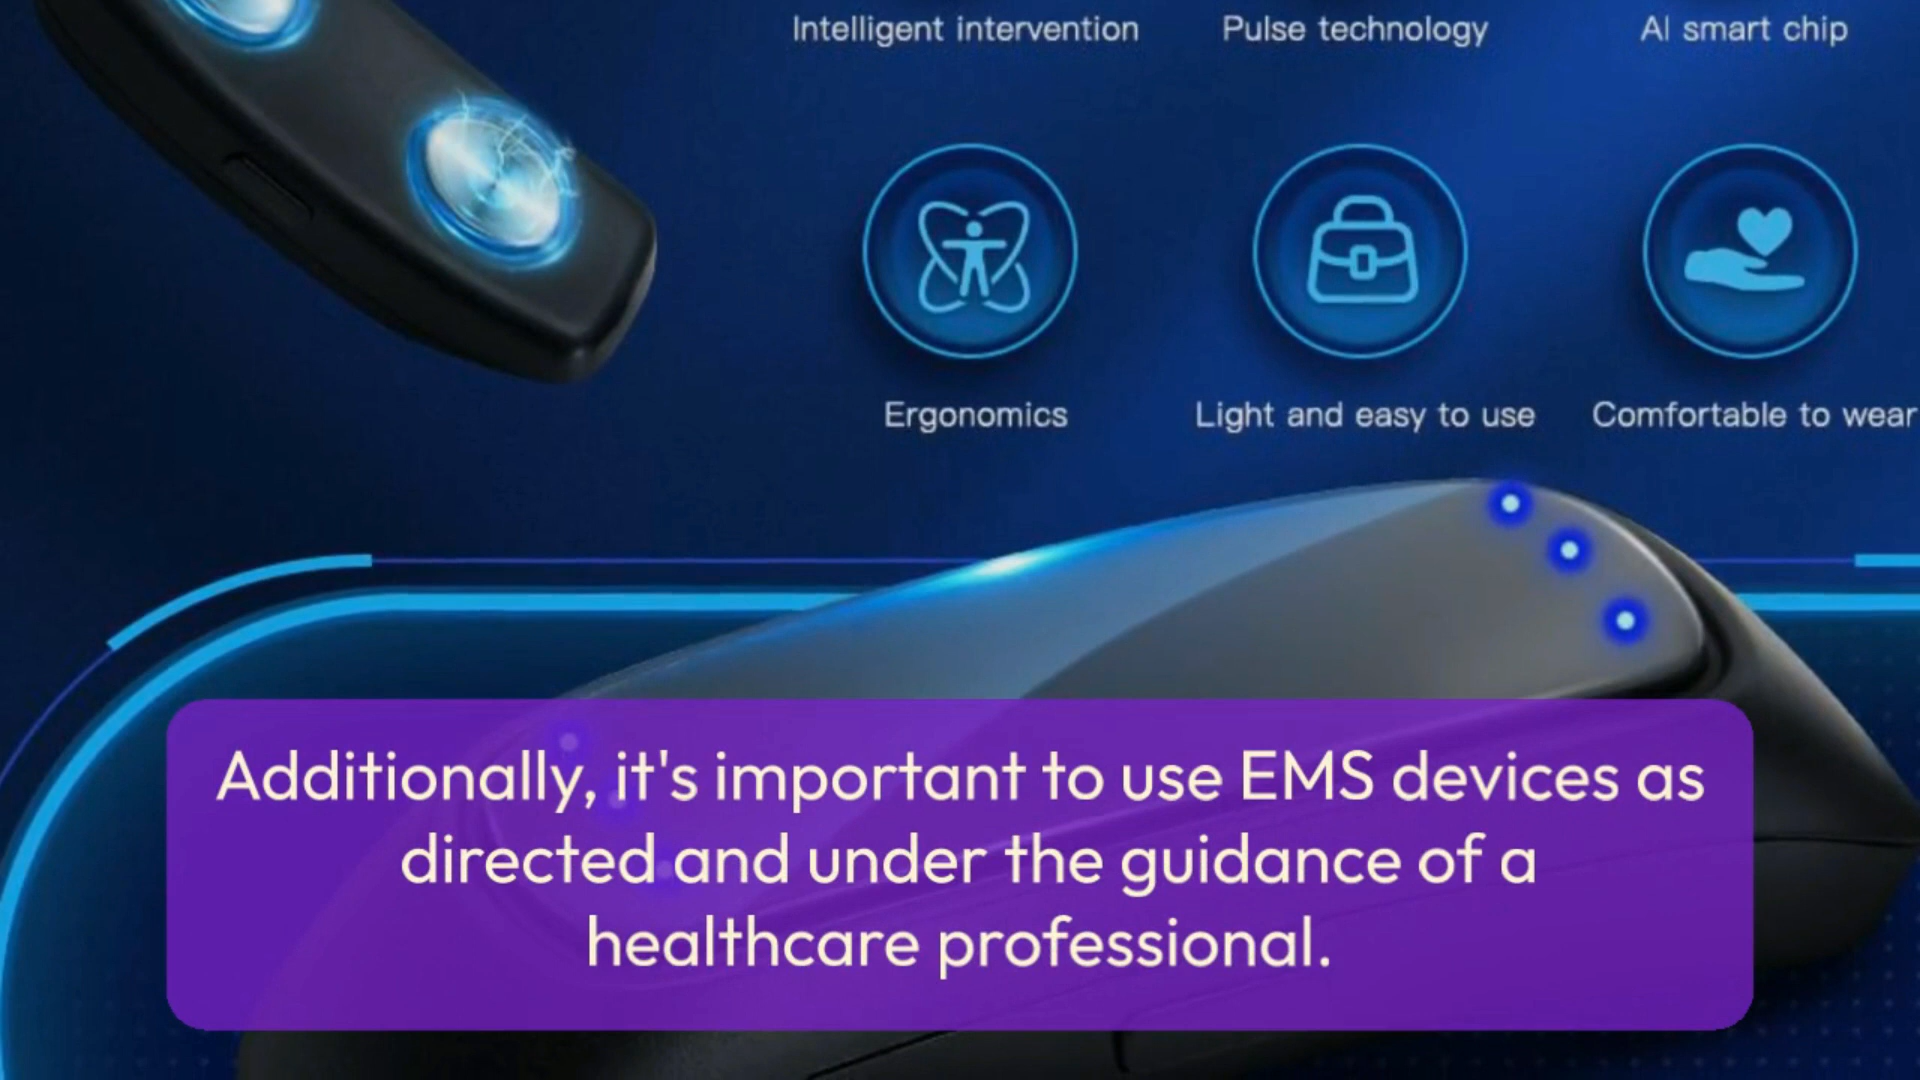 Intelligent intervention
Pulse technology
AI smart chip
Ergonomics
Light and easy to use
Comfortable to wear
Additionally, it's important to use EMS devices as
directed and under the guidance of a
healthcare professional.